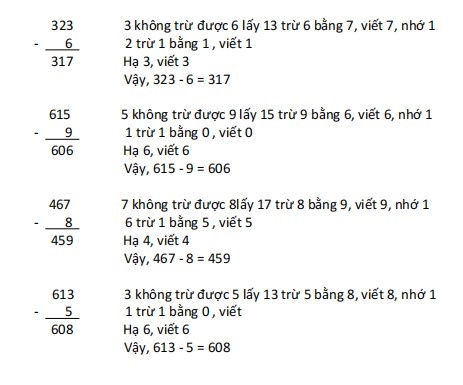 323 3 không trừ được 6 lấy 13 trừ 6 bằng 7, viết 7, nhớ 1
- 6 2 trừ 1 bằng 1 , viết 1
317 Hạ 3, viết 3
Vậy, 323 - 6 = 317
615 5 không trừ được 9 lấy 15 trừ 9 bằng 6, viết 6, nhớ 1
- 9 1 trừ 1 bằng 0 , viết 0
606 Hạ 6, viết 6
Vậy, 615 - 9 = 606
467 7 không trừ được 8lấy 17 trừ 8 bằng 9, viết 9, nhớ 1
- 8 6 trừ 1 bằng 5 , viết 5
459 Hạ 4, viết 4
Vậy, 467 - 8 = 459
613 3 không trừ được 5 lấy 13 trừ 5 bằng 8, viết 8, nhớ 1
- 5 1 trừ 1 bằng 0 , viết
608 Hạ 6, viết 6
Vậy, 613 - 5 = 608